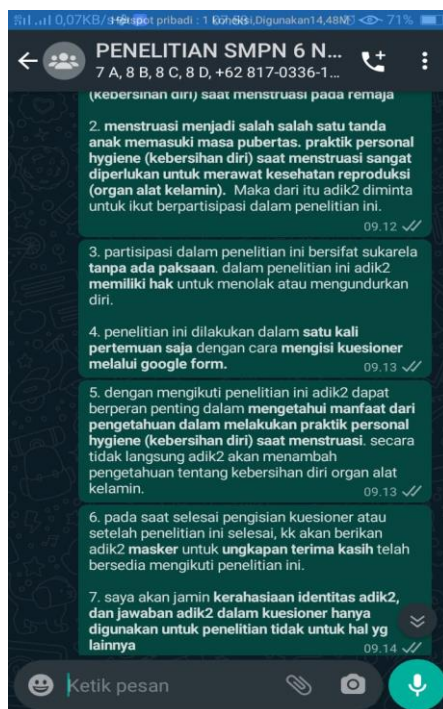 0,07KB/s Hotspot pribadi : 1 koneksi,Digunakan14,48M 71%
PENELITIAN SMPN 6 N...
7 A, 8 B, 8 C, 8 D, +62 817-0336-1...
(kebersihan diri) saat menstruasi pada remaja
2. menstruasi menjadi salah salah satu tanda
anak memasuki masa pubertas. praktik personal
hygiene (kebersihan diri) saat menstruasi sangat
diperlukan untuk merawat kesehatan reproduksi
(organ alat kelamin). Maka dari itu adik2 diminta
untuk ikut berpartisipasi dalam penelitian ini.
09.12
3. partisipasi dalam penelitian ini bersifat sukarela
tanpa ada paksaan. dalam penelitian ini adik2
memiliki hak untuk menolak atau mengundurkan
diri.
4. penelitian ini dilakukan dalam satu kali
pertemuan saja dengan cara mengisi kuesioner
melalui google form.
09.13
5. dengan mengikuti penelitian ini adik2 dapat
berperan penting dalam mengetahui manfaat dari
pengetahuan dalam melakukan praktik personal
hygiene (kebersihan diri) saat menstruasi. secara
tidak langsung adik2 akan menambah
pengetahuan tentang kebersihan diri organ alat
kelamin.
09.13
6. pada saat selesai pengisian kuesioner atau
setelah penelitian ini selesai, kk akan berikan
adik2 masker untuk ungkapan terima kasih telah
bersedia mengikuti penelitian ini.
7. saya akan jamin kerahasiaan identitas adik2,
dan jawaban adik2 dalam kuesioner hanya
digunakan untuk penelitian tidak untuk hal yg
lainnya
09.14
Ketik pesan